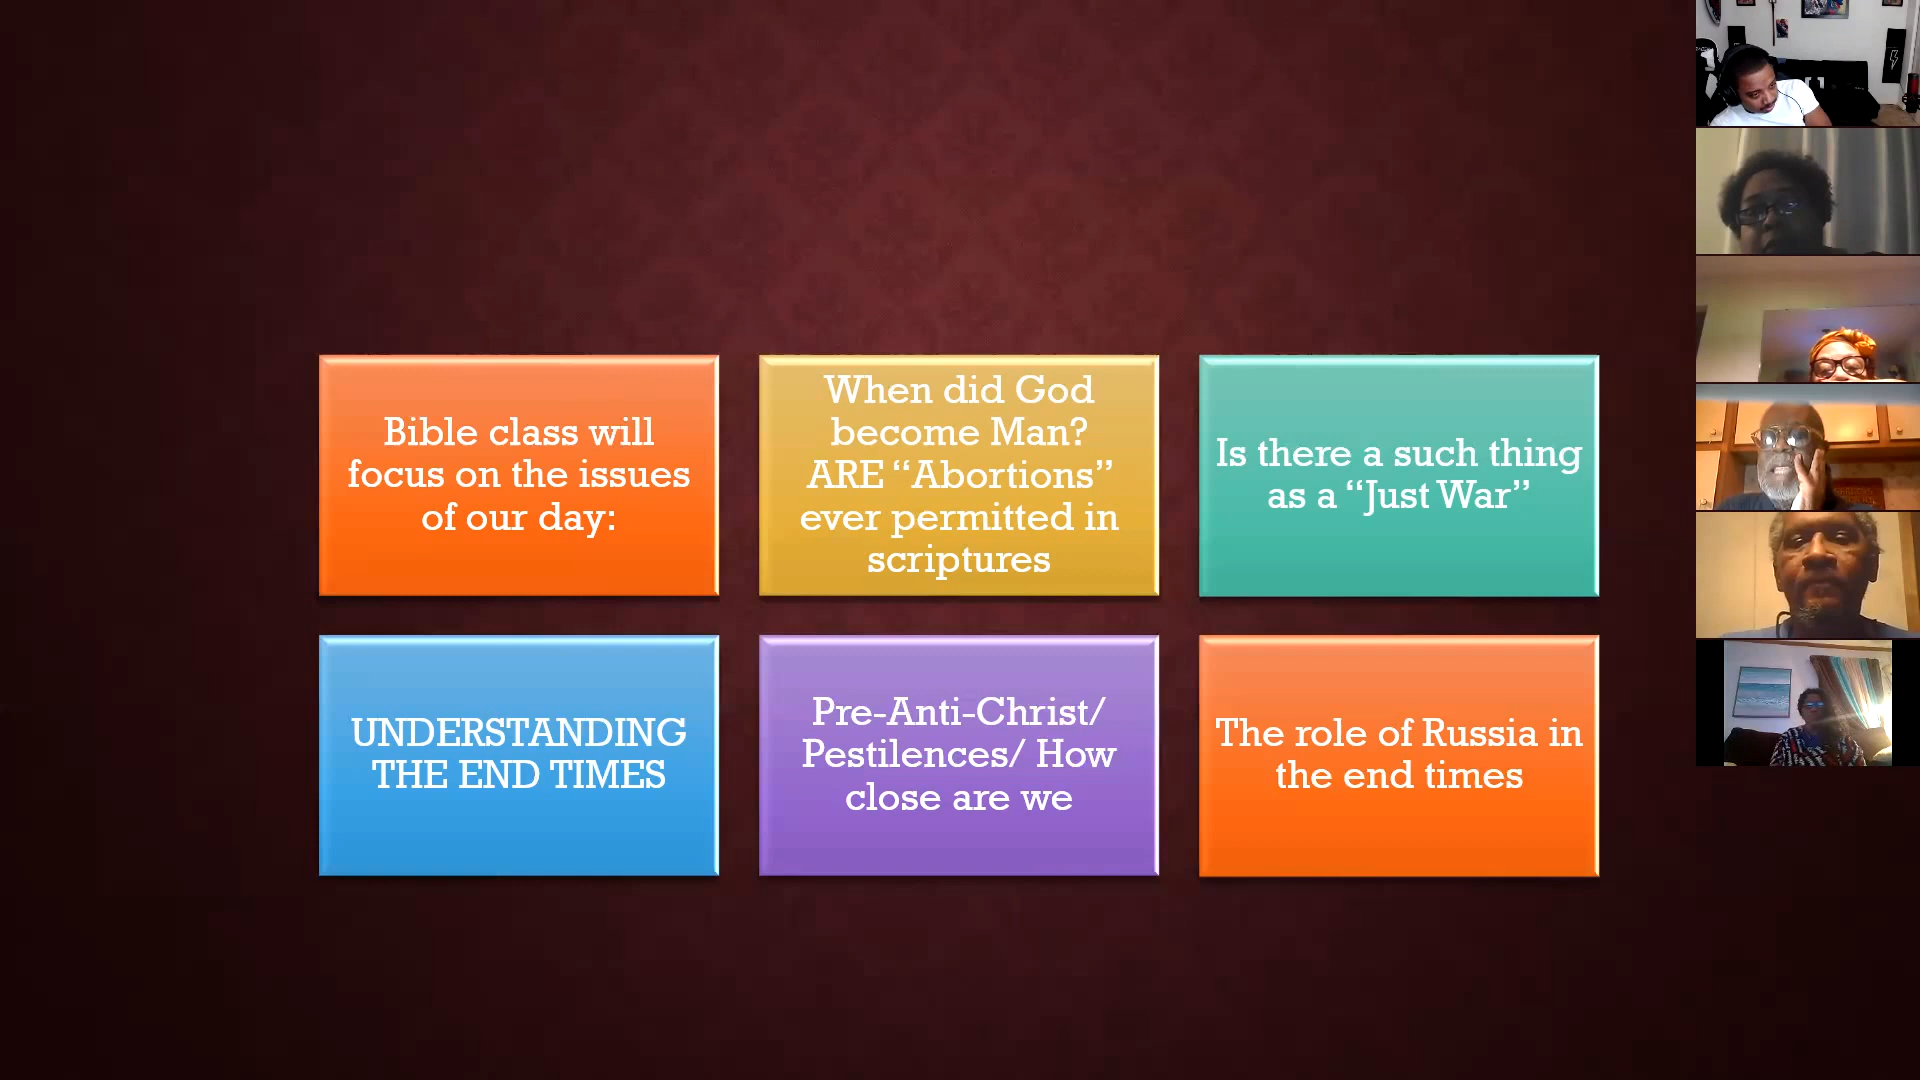 Bible class will
focus on the issues
of our day:
When did God
become Man?
ARE “Abortions”
ever permitted in
scriptures
Is there a such thing
as a “Just War”
UNDERSTANDING
THE END TIMES
Pre-Anti-Christ/
Pestilences/ How
close are we
The role of Russia in
the end times